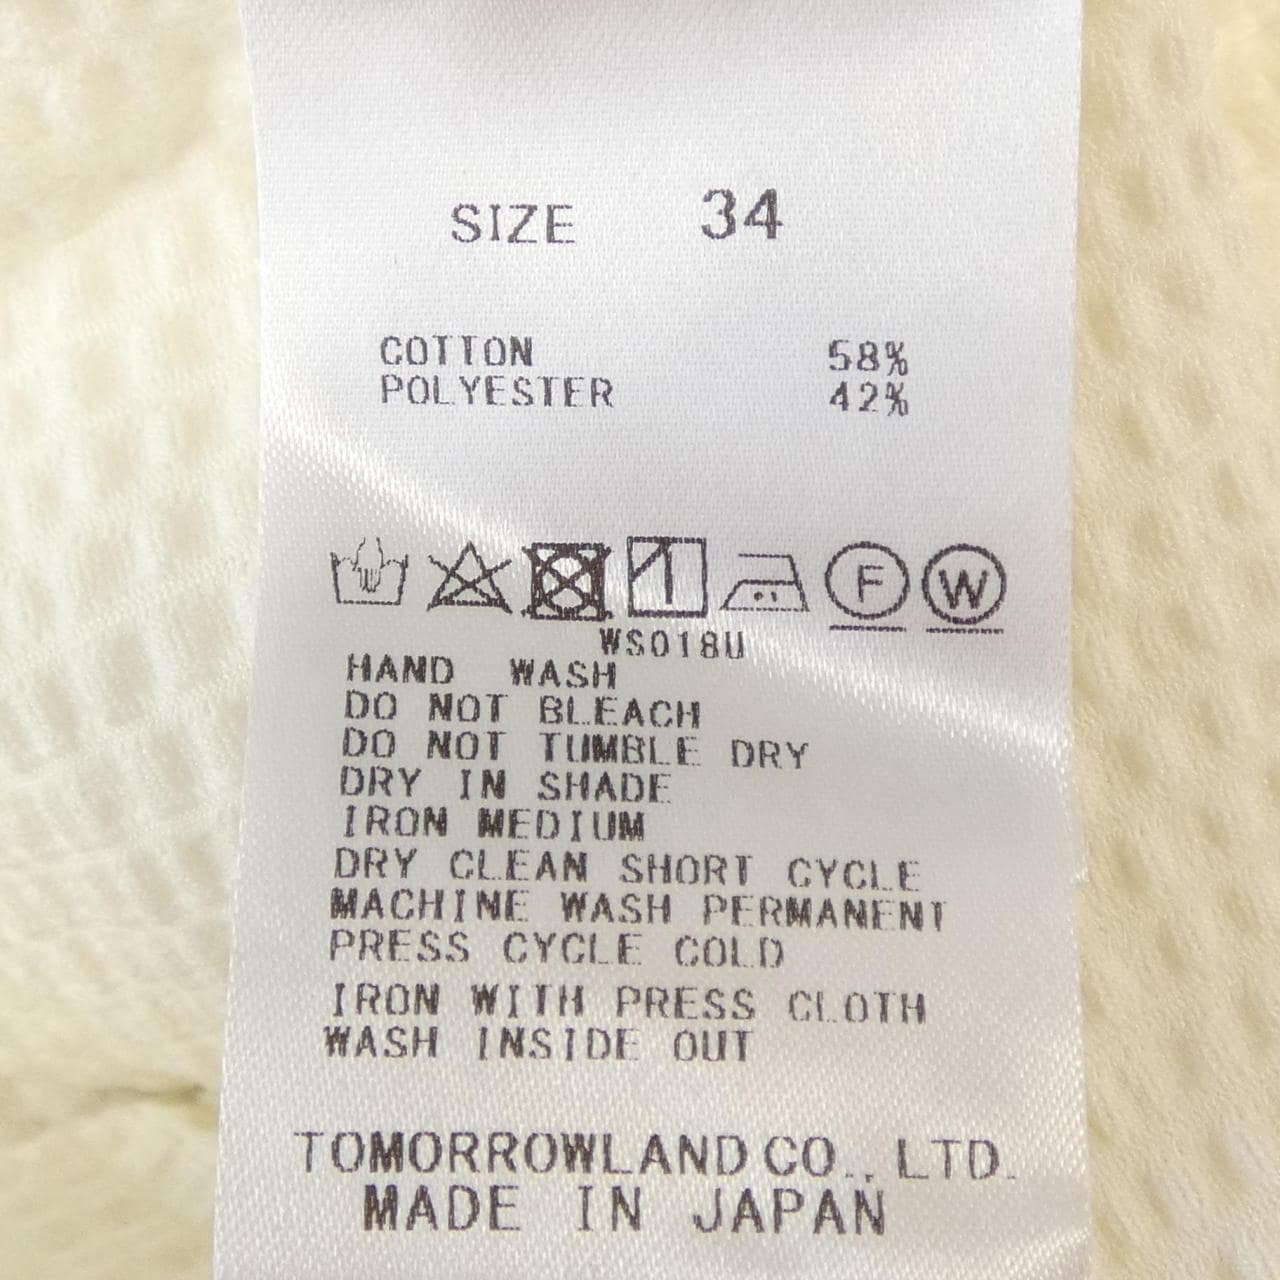 SIZE 34
COTTON 58%
POLYESTER 42%
F W
WS018U
HAND WASH
DO NOT BLEACH
DO NOT TUMBLE DRY
DRY IN SHADE
IRON MEDIUM
DRY CLEAN SHORT CYCLE
MACHINE WASH PERMANENT
PRESS CYCLE COLD
IRON WITH PRESS CLOTH
WASH INSIDE OUT
TOMORROWLAND CO., LTD.
MADE IN JAPAN